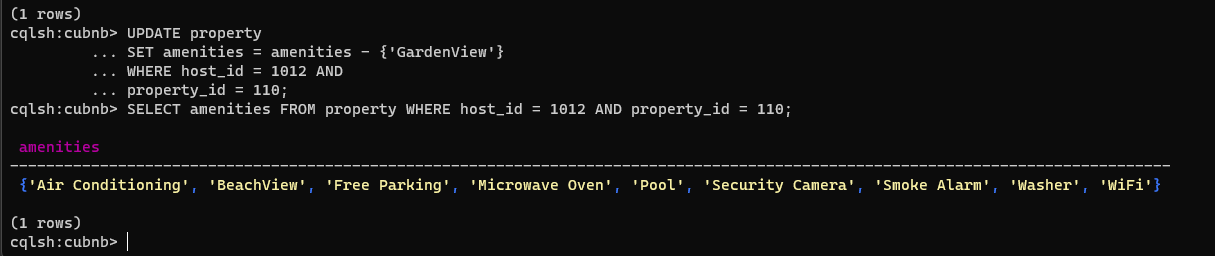 (1 rows)
cqlsh:cubnb> UPDATE property
         ... SET amenities = amenities - {'GardenView'}
         ... WHERE host_id = 1012 AND
         ... property_id = 110;
cqlsh:cubnb> SELECT amenities FROM property WHERE host_id = 1012 AND property_id = 110;
amenities
{'Air Conditioning', 'BeachView', 'Free Parking', 'Microwave Oven', 'Pool', 'Security Camera', 'Smoke Alarm', 'Washer', 'WiFi'}
(1 rows)
cqlsh:cubnb>